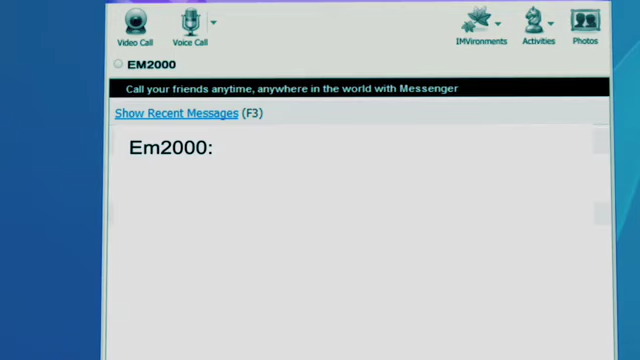 Video Call
Voice Call
IMVironments
Activities
Photos
EM2000
Call your friends anytime, anywhere in the world with Messenger
Show Recent Messages (F3)
Em2000: